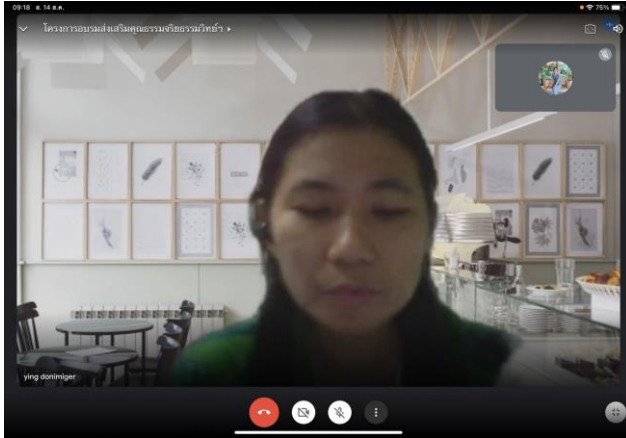 09:18 อ. 14 ส.ค.
75%
โครงการอบรมส่งเสริมคุณธรรมจริยธรรมวิทย์ฯ
ying donimiger